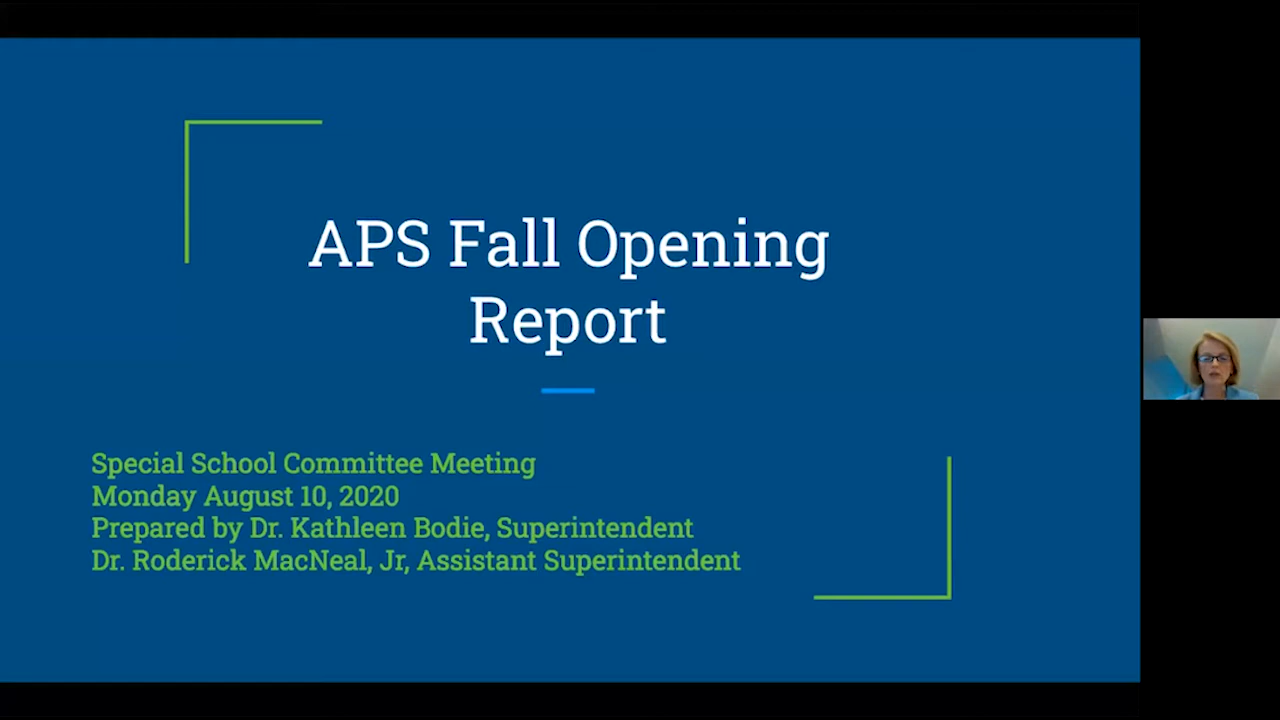 APS Fall Opening
Report
Special School Committee Meeting
Monday August 10, 2020
Prepared by Dr. Kathleen Bodie, Superintendent
Dr. Roderick MacNeal, Jr, Assistant Superintendent